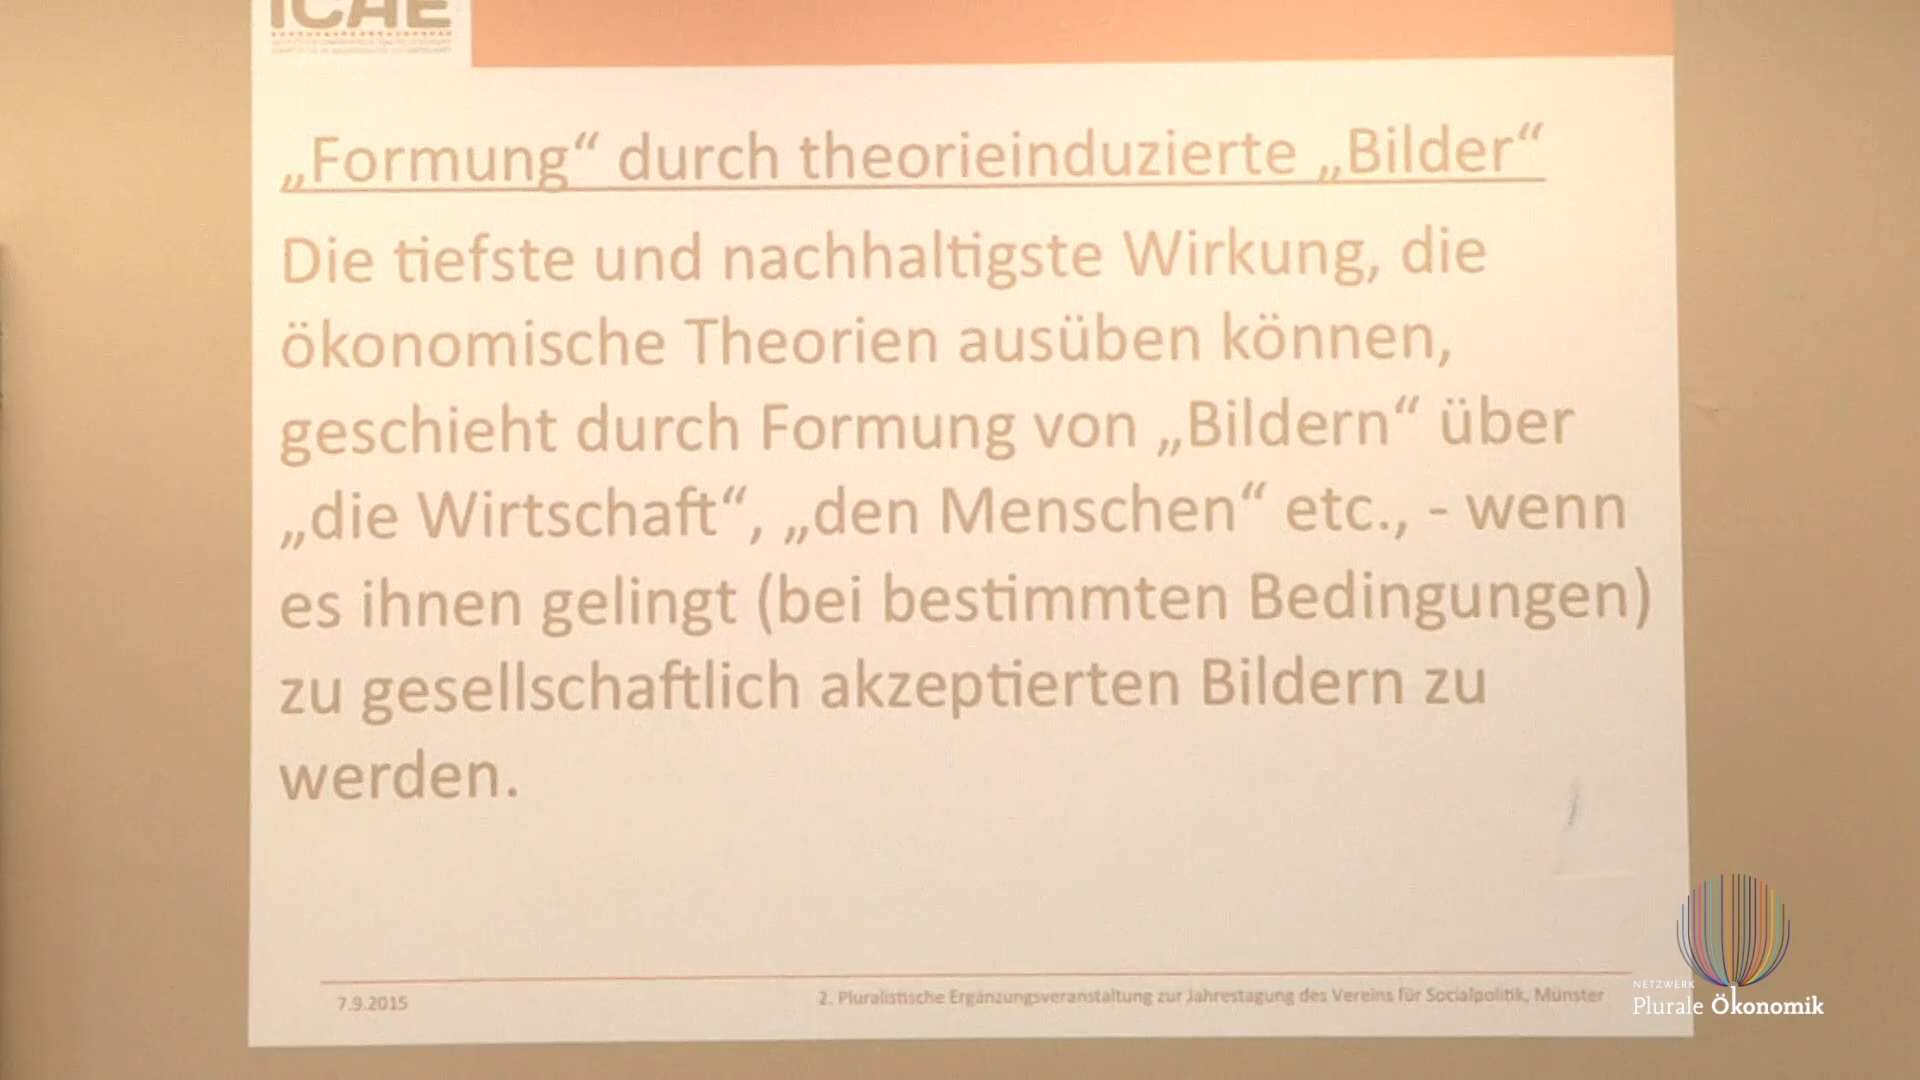 ICAE
„Formung“ durch theorieinduzierte „Bilder“
Die tiefste und nachhaltigste Wirkung, die
ökonomische Theorien ausüben können,
geschieht durch Formung von „Bildern“ über
„die Wirtschaft“, „den Menschen“ etc., - wenn
es ihnen gelingt (bei bestimmten Bedingungen)
zu gesellschaftlich akzeptierten Bildern zu
werden.
7.9.2015
2. Pluralistische Ergänzungsveranstaltung zur Jahrestagung des Vereins für Socialpolitik, Münster
NETZWERK
Plurale Ökonomik